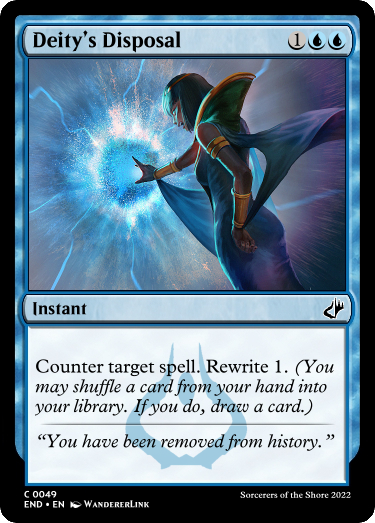 Deity's Disposal 1
Instant
Counter target spell. Rewrite 1. (You
may shuffle a card from your hand into
your library. If you do, draw a card.)
“You have been removed from history.”
C 0049
END • EN WandererLink
Sorcerers of the Shore 2022